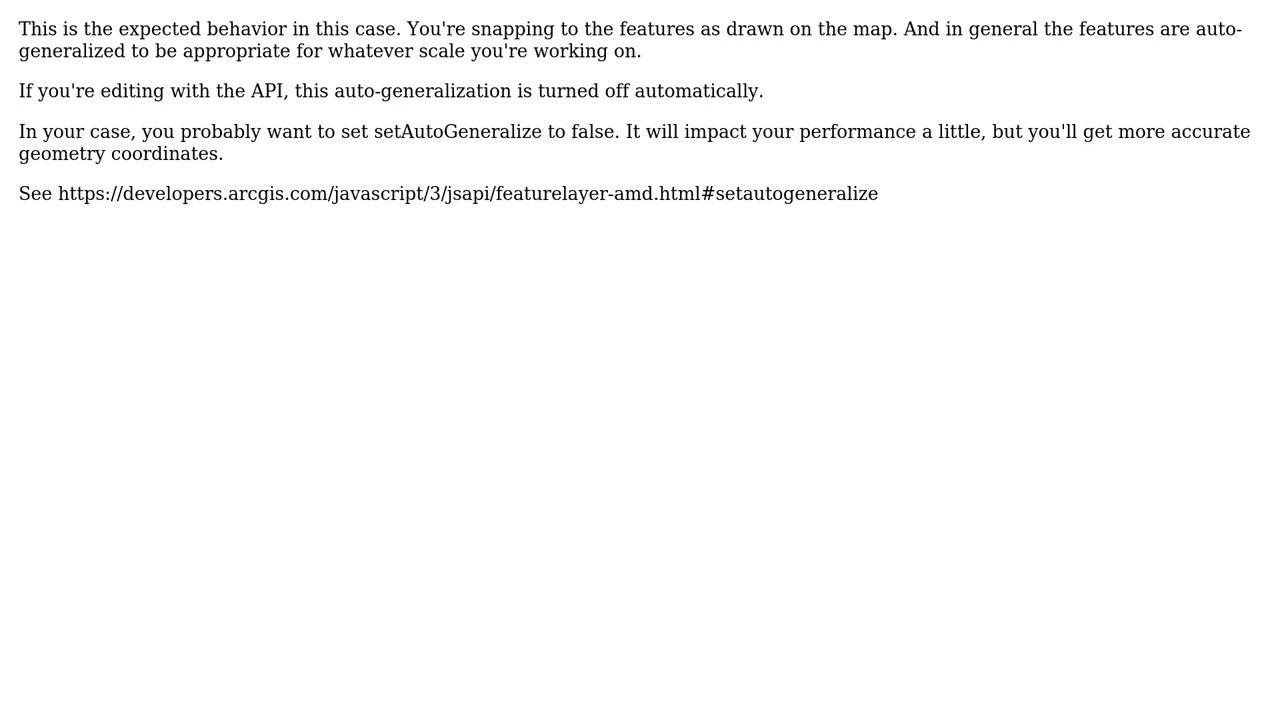 This is the expected behavior in this case. You're snapping to the features as drawn on the map. And in general the features are auto-
generalized to be appropriate for whatever scale you're working on.
If you're editing with the API, this auto-generalization is turned off automatically.
In your case, you probably want to set setAutoGeneralize to false. It will impact your performance a little, but you'll get more accurate
geometry coordinates.
See https://developers.arcgis.com/javascript/3/jsapi/featurelayer-amd.html#setautogeneralize